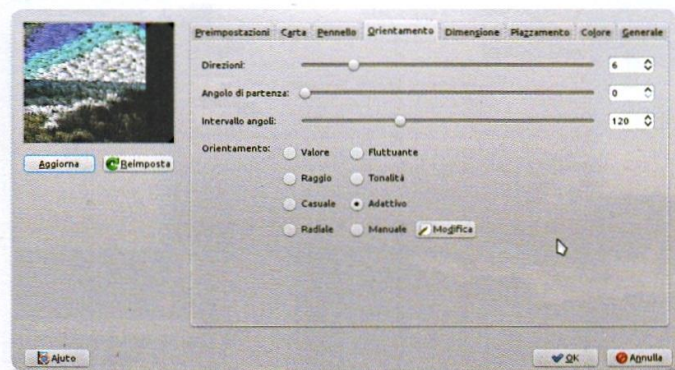 Preimpostazioni Carta Pennello Orientamento Dimensione Piazzamento Colore Generale
Direzioni: 6
Angolo di partenza: 0
Intervallo angoli: 120
Orientamento: Valore Fluttuante
Raggio Tonalità
Casuale Adattivo
Radiale Manuale Modifica
Aggiorna Reimposta
Aiuto OK Annulla